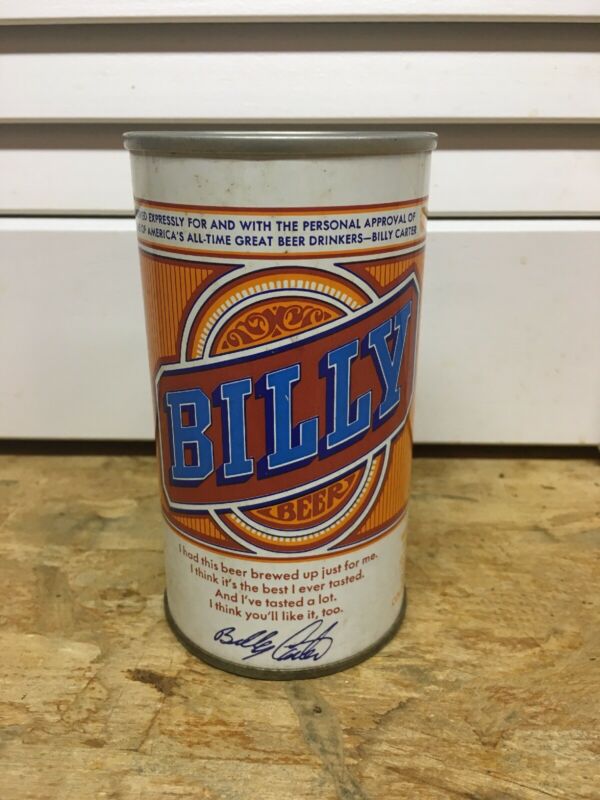 EXPRESSLY FOR AND WITH THE PERSONAL APPROVAL OF
OF AMERICA'S ALL-TIME GREAT BEER DRINKERS—BILLY CARTER
BILLY
BEER
I had this beer brewed up just for me.
I think it's the best I ever tasted.
And I've tasted a lot.
I think you'll like it, too.
Billy Carter